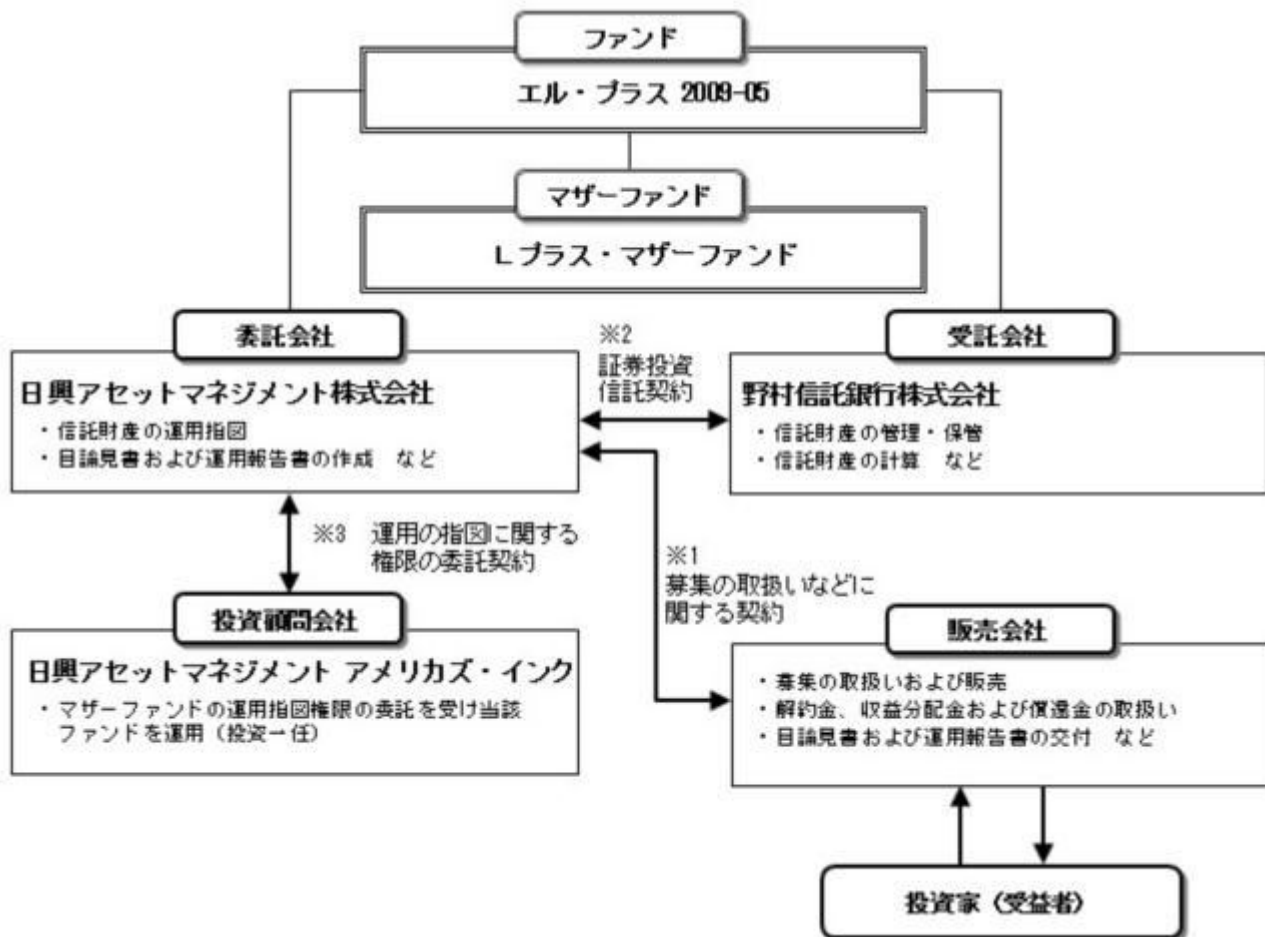 ファンド
エル・プラス 2009-05
マザーファンド
Lプラス・マザーファンド
委託会社
日興アセットマネジメント株式会社
・信託財産の運用指図
・目論見書および運用報告書の作成 など
※2
証券投資
信託契約
受託会社
野村信託銀行株式会社
・信託財産の管理・保管
・信託財産の計算 など
※3 運用の指図に関する
権限の委託契約
※1
募集の取扱いなどに
関する契約
投資顧問会社
日興アセットマネジメント アメリカズ・インク
・マザーファンドの運用指図権限の委託を受け当該
ファンドを運用(投資一任)
販売会社
・募集の取扱いおよび販売
・解約金、収益分配金および償還金の取扱い
・目論見書および運用報告書の交付 など
投資家(受益者)